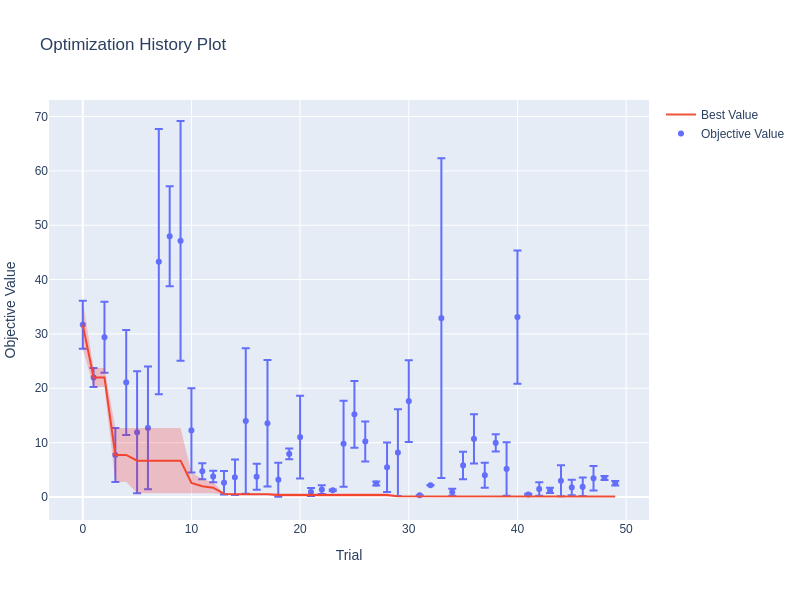 Optimization History Plot
Best Value
Objective Value
Objective Value
70
60
50
40
30
20
10
0
0 10 20 30 40 50
Trial